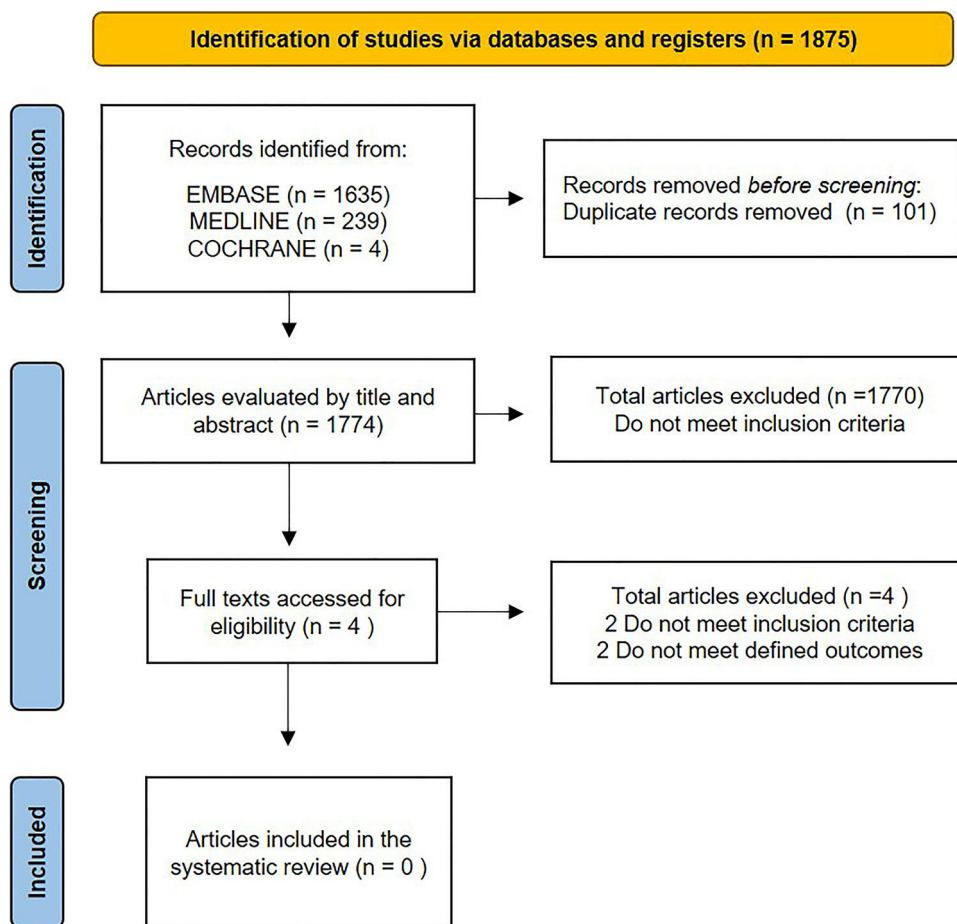 Identification of studies via databases and registers (n = 1875)
Identification
Records identified from:
EMBASE (n = 1635)
MEDLINE (n = 239)
COCHRANE (n = 4)
Records removed before screening:
Duplicate records removed  (n = 101)
Screening
Articles evaluated by title and
abstract (n = 1774)
Total articles excluded (n =1770)
Do not meet inclusion criteria
Full texts accessed for
eligibility (n = 4 )
Total articles excluded (n =4 )
2 Do not meet inclusion criteria
2 Do not meet defined outcomes
Included
Articles included in the
systematic review (n = 0 )